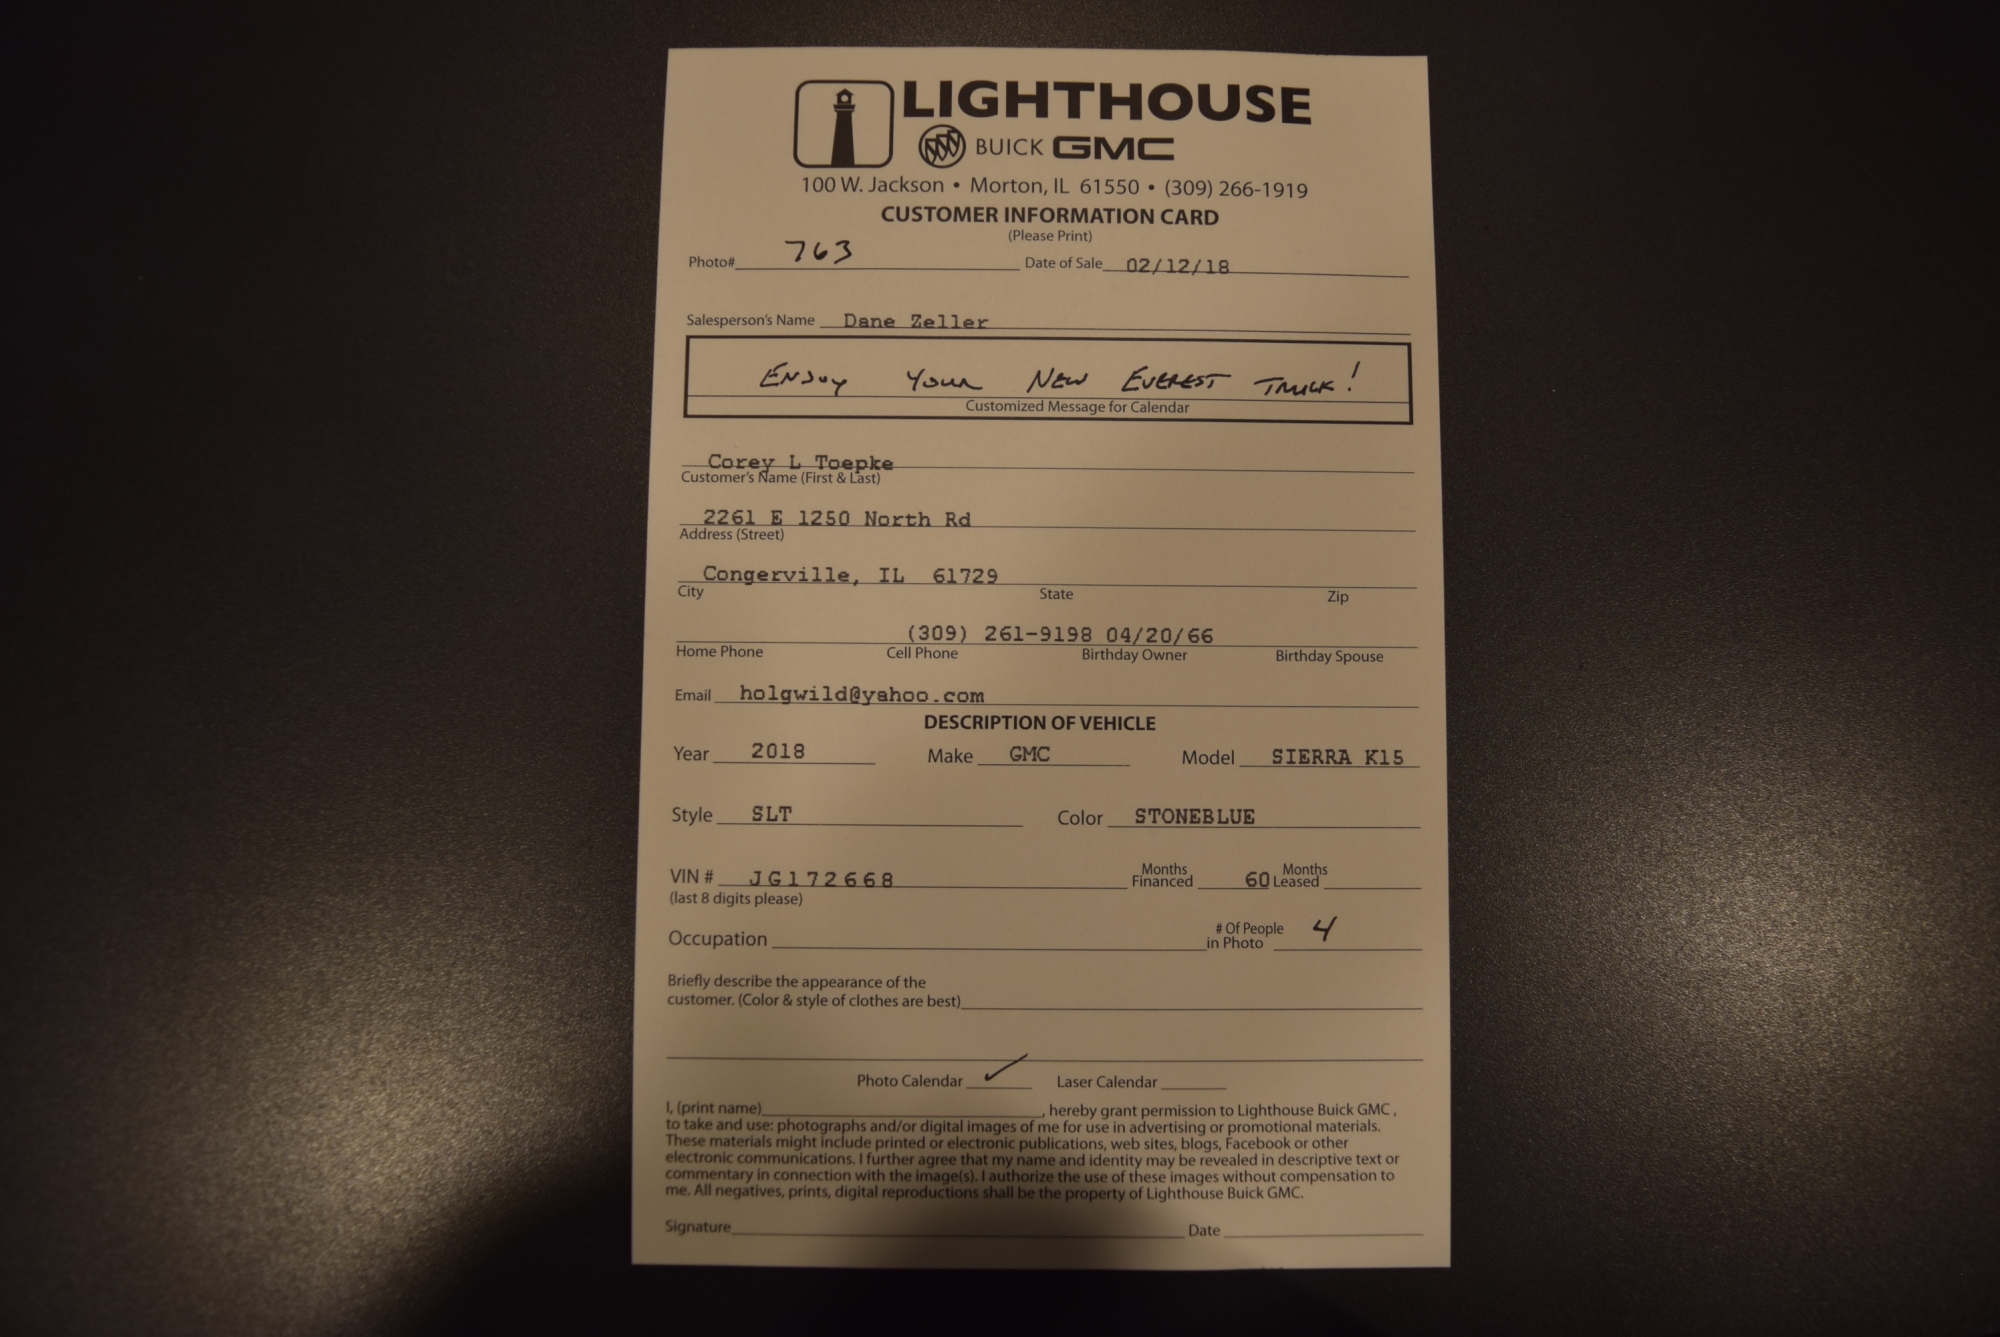 LIGHTHOUSE
BUICK GMC
100 W. Jackson • Morton, IL 61550 • (309) 266-1919
CUSTOMER INFORMATION CARD
(Please Print)
Photo# 763 Date of Sale 02/12/18
Salesperson's Name Dane Zeller
ENJOY YOUR NEW EVEREST TRUCK!
Customized Message for Calendar
Corey L Toepke
Customer's Name (First & Last)
2261 E 1250 North Rd
Address (Street)
Congerville, IL 61729
City State Zip
(309) 261-9198 04/20/66
Home Phone Cell Phone Birthday Owner Birthday Spouse
Email holgwild@yahoo.com
DESCRIPTION OF VEHICLE
Year 2018 Make GMC Model SIERRA K15
Style SLT Color STONEBLUE
VIN # JG172668 Months Financed 60 Months Leased
(last 8 digits please)
Occupation # Of People in Photo 4
Briefly describe the appearance of the
customer. (Color & style of clothes are best)
Photo Calendar ✓ Laser Calendar
I, (print name) , hereby grant permission to Lighthouse Buick GMC ,
to take and use: photographs and/or digital images of me for use in advertising or promotional materials.
These materials might include printed or electronic publications, web sites, blogs, Facebook or other
electronic communications. I further agree that my name and identity may be revealed in descriptive text or
commentary in connection with the image(s). I authorize the use of these images without compensation to
me. All negatives, prints, digital reproductions shall be the property of Lighthouse Buick GMC.
Signature Date